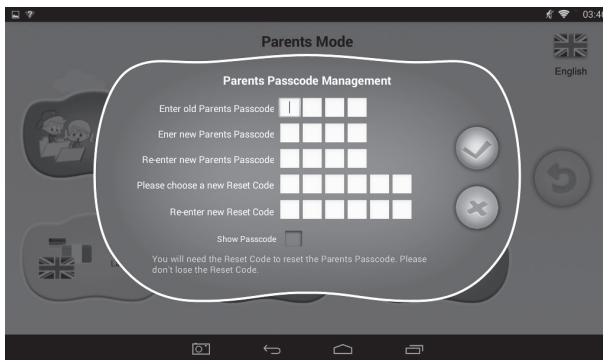 03:40
Parents Mode
English
Parents Passcode Management
Enter old Parents Passcode
Ener new Parents Passcode
Re-enter new Parents Passcode
Please choose a new Reset Code
Re-enter new Reset Code
Show Passcode
You will need the Reset Code to reset the Parents Passcode. Please
don't lose the Reset Code.